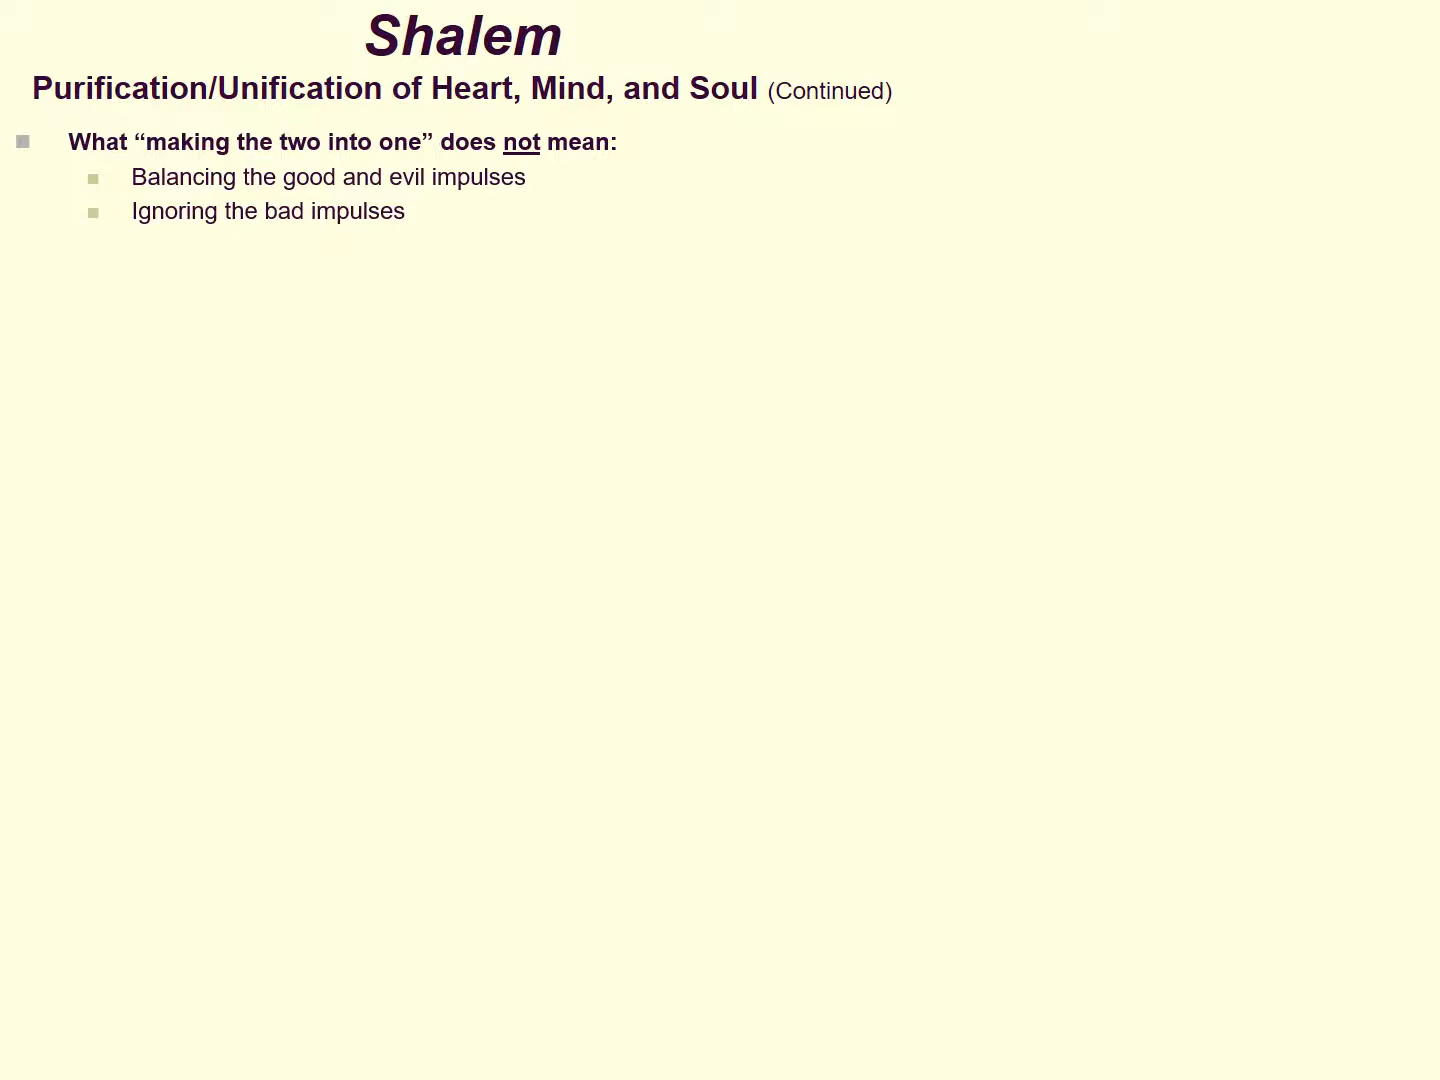 Shalem
Purification/Unification of Heart, Mind, and Soul (Continued)
What “making the two into one” does not mean:
Balancing the good and evil impulses
Ignoring the bad impulses